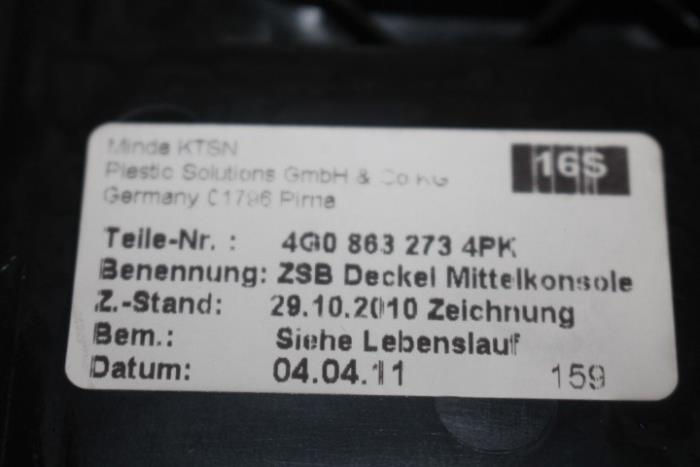 Minda KTSN
Plastic Solutions GmbH & Co KG
Germany 01796 Pirna
16S
Teile-Nr. : 4G0 863 273 4PK
Benennung: ZSB Deckel Mittelkonsole
Z.-Stand: 29.10.2010 Zeichnung
Bem.: Siehe Lebenslauf
Datum: 04.04.11 159